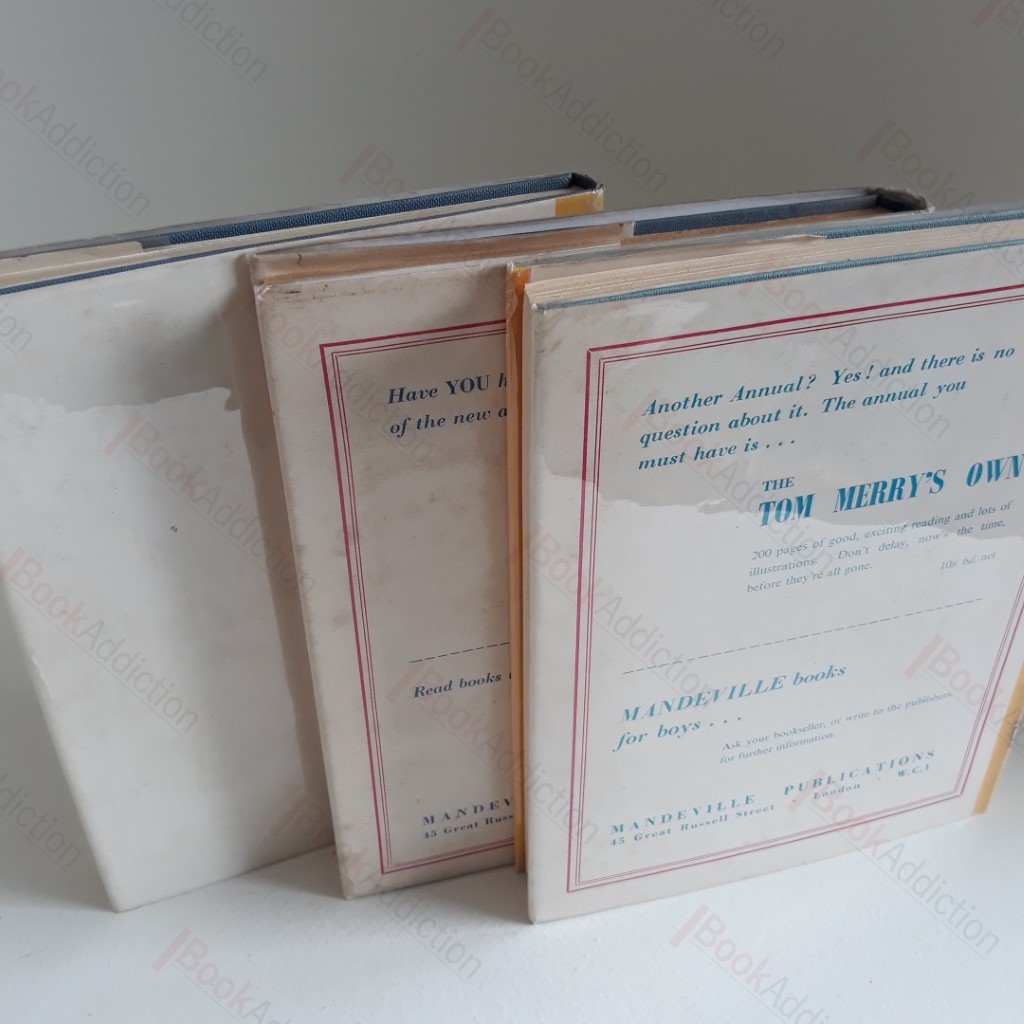 Have YOU
of the new
Read books
45 Great
Another Annual? Yes! and there is no
question about it. The annual you
must have is . . .
THE
TOM MERRY'S OWN
200 pages of good, exciting reading and lots of
illustrations. Don't delay, now's the time,
before they're all gone.
10s. 6d. net
MANDEVILLE books
for boys . . .
Ask your bookseller, or write to the publishers
for further information.
MANDEVILLE PUBLICATIONS
45 Great Russell Street London W.C.1
BookAddiction